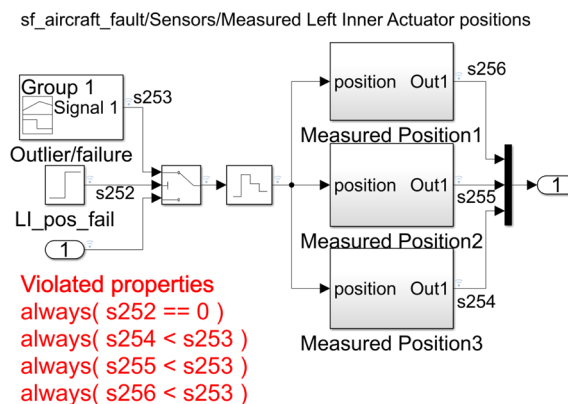 sf_aircraft_fault/Sensors/Measured Left Inner Actuator positions
Group 1
Signal 1
s253
Outlier/failure
s252
LI_pos_fail
1
position Out1
s256
Measured Position1
position Out1
s255
Measured Position2
position Out1
s254
Measured Position3
1
Violated properties
always( s252 == 0 )
always( s254 < s253 )
always( s255 < s253 )
always( s256 < s253 )